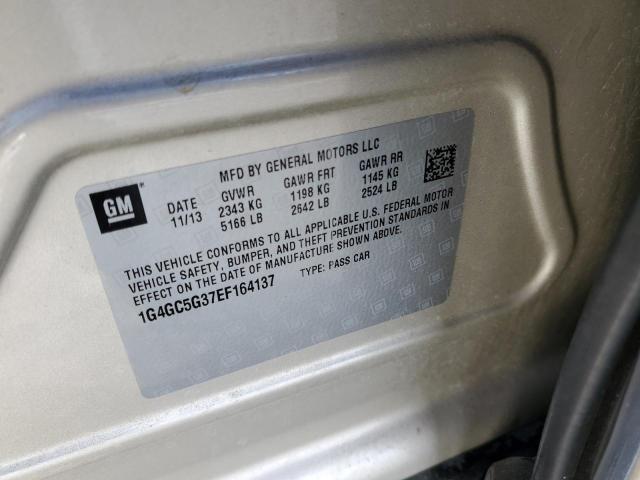 MFD BY GENERAL MOTORS LLC
GM
DATE GVWR GAWR FRT GAWR RR
11/13 2343 KG 1198 KG 1145 KG
5166 LB 2642 LB 2524 LB
THIS VEHICLE CONFORMS TO ALL APPLICABLE U.S. FEDERAL MOTOR
VEHICLE SAFETY, BUMPER, AND THEFT PREVENTION STANDARDS IN
EFFECT ON THE DATE OF MANUFACTURE SHOWN ABOVE.
1G4GC5G37EF164137 TYPE: PASS CAR